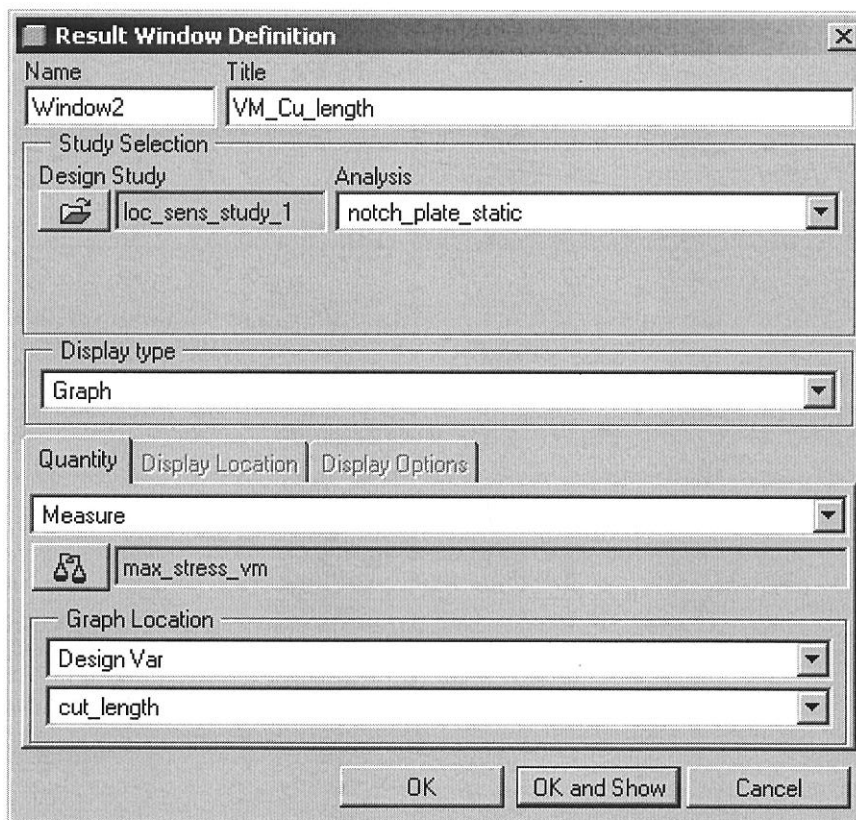 Result Window Definition
Name Title
Window2 VM_Cu_length
Study Selection
Design Study Analysis
loc_sens_study_1 notch_plate_static
Display type
Graph
Quantity Display Location Display Options
Measure
max_stress_vm
Graph Location
Design Var
cut_length
OK OK and Show Cancel